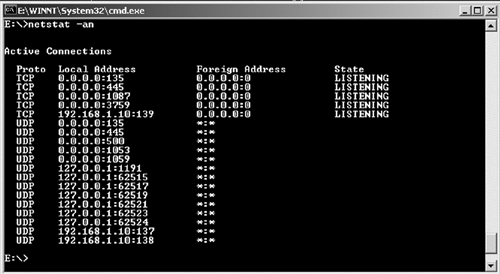 E:\WINNT\System32\cmd.exe
E:\>netstat -an
Active Connections
Proto Local Address Foreign Address State
TCP 0.0.0.0:135 0.0.0.0:0 LISTENING
TCP 0.0.0.0:445 0.0.0.0:0 LISTENING
TCP 0.0.0.0:1087 0.0.0.0:0 LISTENING
TCP 0.0.0.0:3759 0.0.0.0:0 LISTENING
TCP 192.168.1.10:139 0.0.0.0:0 LISTENING
UDP 0.0.0.0:135 *:*
UDP 0.0.0.0:445 *:*
UDP 0.0.0.0:500 *:*
UDP 0.0.0.0:1053 *:*
UDP 0.0.0.0:1059 *:*
UDP 127.0.0.1:1191 *:*
UDP 127.0.0.1:62515 *:*
UDP 127.0.0.1:62517 *:*
UDP 127.0.0.1:62519 *:*
UDP 127.0.0.1:62521 *:*
UDP 127.0.0.1:62523 *:*
UDP 127.0.0.1:62524 *:*
UDP 192.168.1.10:137 *:*
UDP 192.168.1.10:138 *:*
E:\>